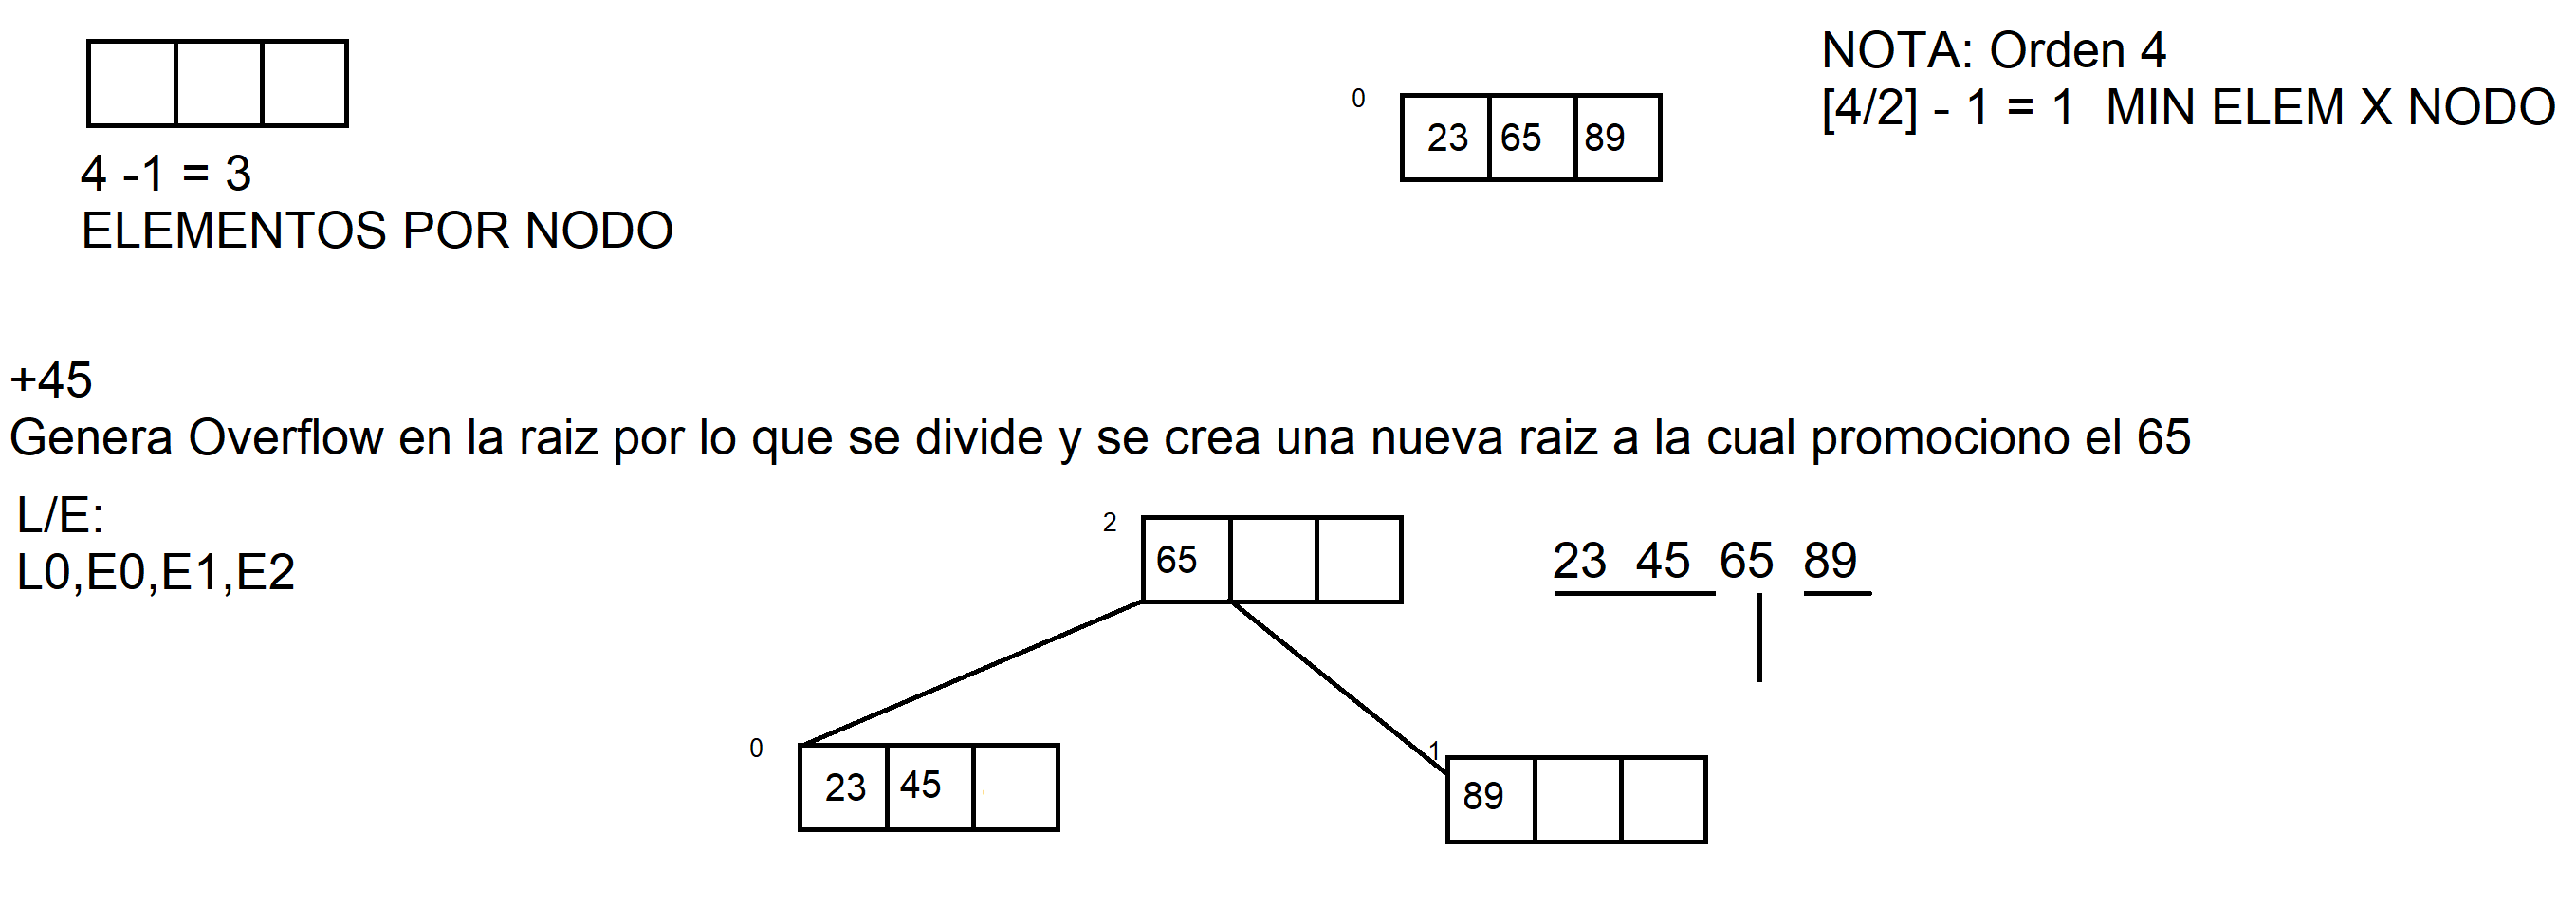 4 -1 = 3
ELEMENTOS POR NODO
0
23 65 89
NOTA: Orden 4
[4/2] - 1 = 1 MIN ELEM X NODO
+45
Genera Overflow en la raiz por lo que se divide y se crea una nueva raiz a la cual promociono el 65
L/E:
L0,E0,E1,E2
2
65
23 45 65 89
0
23 45
1
89